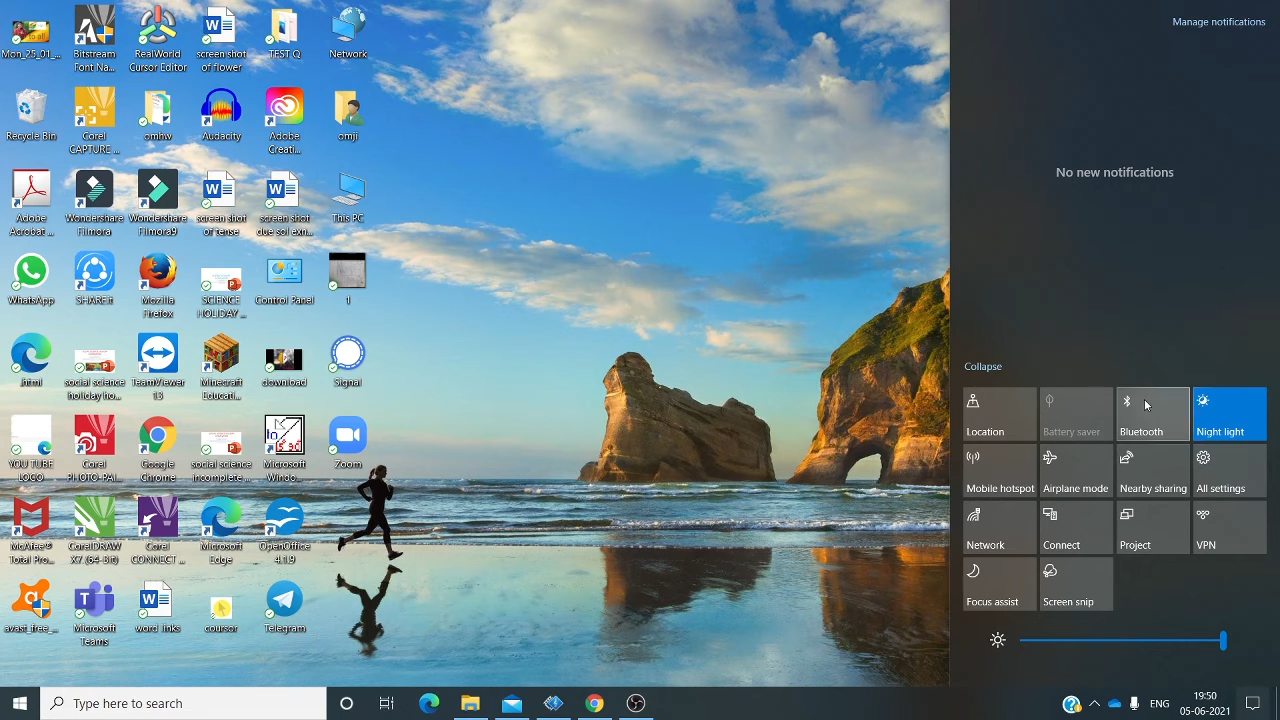 Mon_25_01_...
Bitstream
Font Na...
RealWorld
Cursor Editor
screen shot
of flower
TEST Q
Network
Manage notifications
Recycle Bin
Corel
CAPTURE ...
omhw
Audacity
Adobe
Creati...
omji
No new notifications
Adobe
Acrobat ...
Wondershare
Filmora
Wondershare
Filmora9
screen shot
of tense
screen shot
due sol exn...
This PC
WhatsApp
SHAREit
Mozilla
Firefox
SCIENCE
HOLIDAY ...
Control Panel
1
.html
social science
holiday ho...
TeamViewer
13
Minecraft
Educati...
download
Signal
Collapse
Location
Battery saver
Bluetooth
Night light
YOU TUBE
LOGO
Corel
PHOTO-PAI...
Google
Chrome
social science
incomplete ...
Microsoft
Windo...
Zoom
Mobile hotspot
Airplane mode
Nearby sharing
All settings
McAfee®
Total Pro...
CorelDRAW
X7 (64-Bit)
Corel
CONNECT ...
Microsoft
Edge
OpenOffice
4.1.9
Network
Connect
Project
VPN
avast_free_...
Microsoft
Teams
word links
coursor
Telegram
Focus assist
Screen snip
Type here to search
ENG
19:50
05-06-2021